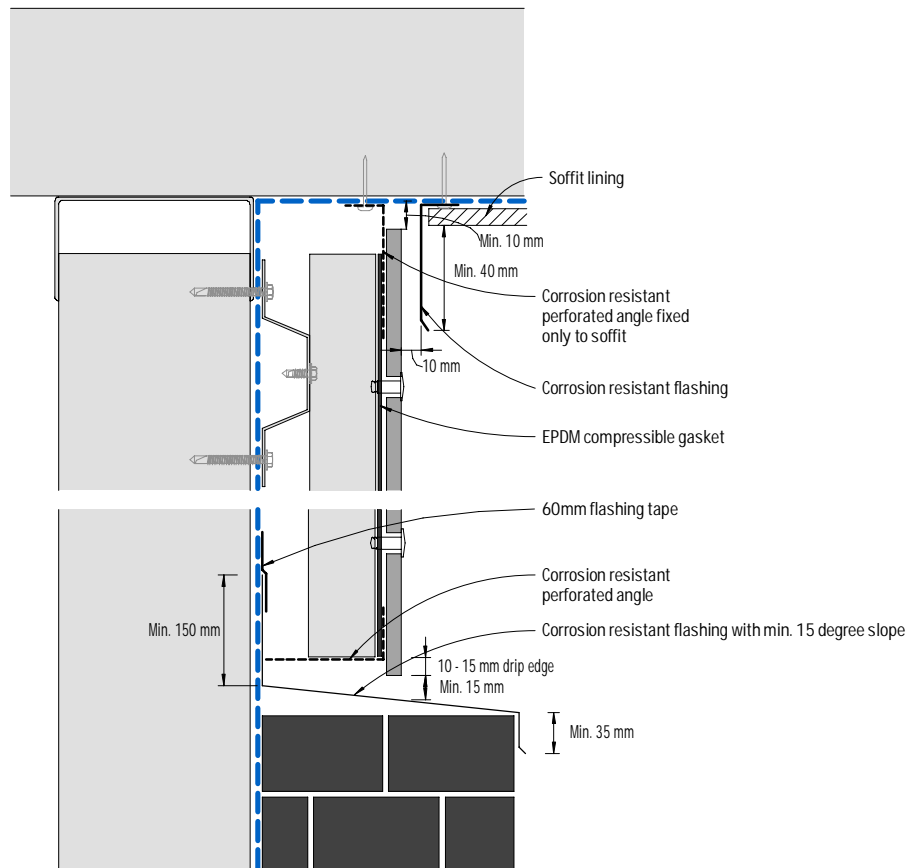 Soffit lining
Min. 10 mm
Min. 40 mm
Corrosion resistant
perforated angle fixed
only to soffit
10 mm
Corrosion resistant flashing
EPDM compressible gasket
60mm flashing tape
Corrosion resistant
perforated angle
Min. 150 mm
Corrosion resistant flashing with min. 15 degree slope
10 - 15 mm drip edge
Min. 15 mm
Min. 35 mm